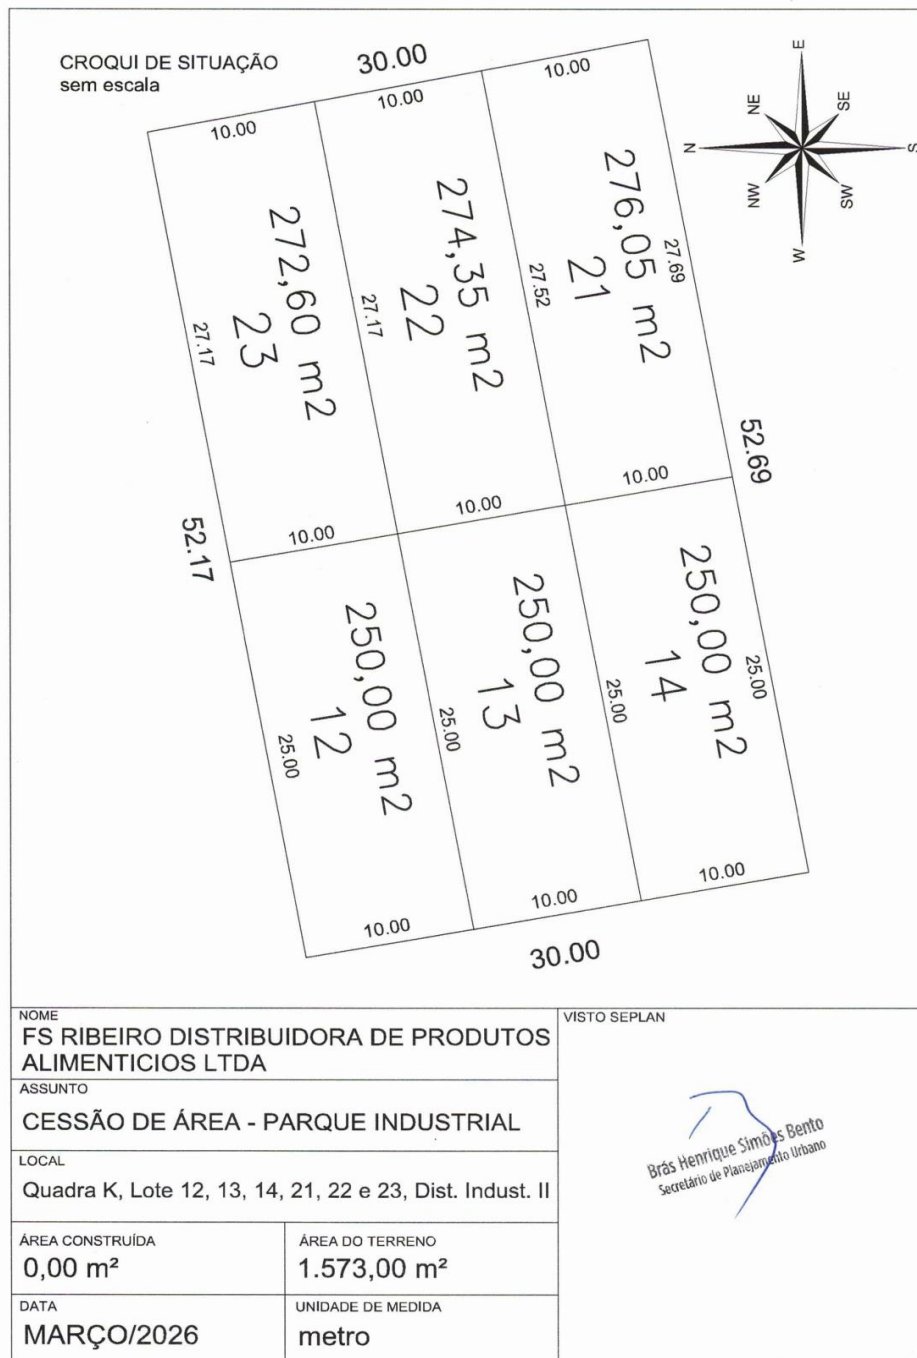 CROQUI DE SITUAÇÃO
sem escala
30.00
10.00
10.00
10.00
E
NE
SE
N
S
NW
SW
W
272,60 m2
23
274,35 m2
22
276,05 m2
21
27.17
27.17
27.52
27.69
52.17
52.69
10.00
10.00
10.00
250,00 m2
12
250,00 m2
13
250,00 m2
14
25.00
25.00
25.00
25.00
10.00
10.00
10.00
30.00
NOME
FS RIBEIRO DISTRIBUIDORA DE PRODUTOS
ALIMENTICIOS LTDA
ASSUNTO
CESSÃO DE ÁREA - PARQUE INDUSTRIAL
LOCAL
Quadra K, Lote 12, 13, 14, 21, 22 e 23, Dist. Indust. II
ÁREA CONSTRUÍDA
0,00 m²
ÁREA DO TERRENO
1.573,00 m²
DATA
MARÇO/2026
UNIDADE DE MEDIDA
metro
VISTO SEPLAN
Brás Henrique Simões Bento
Secretário de Planejamento Urbano